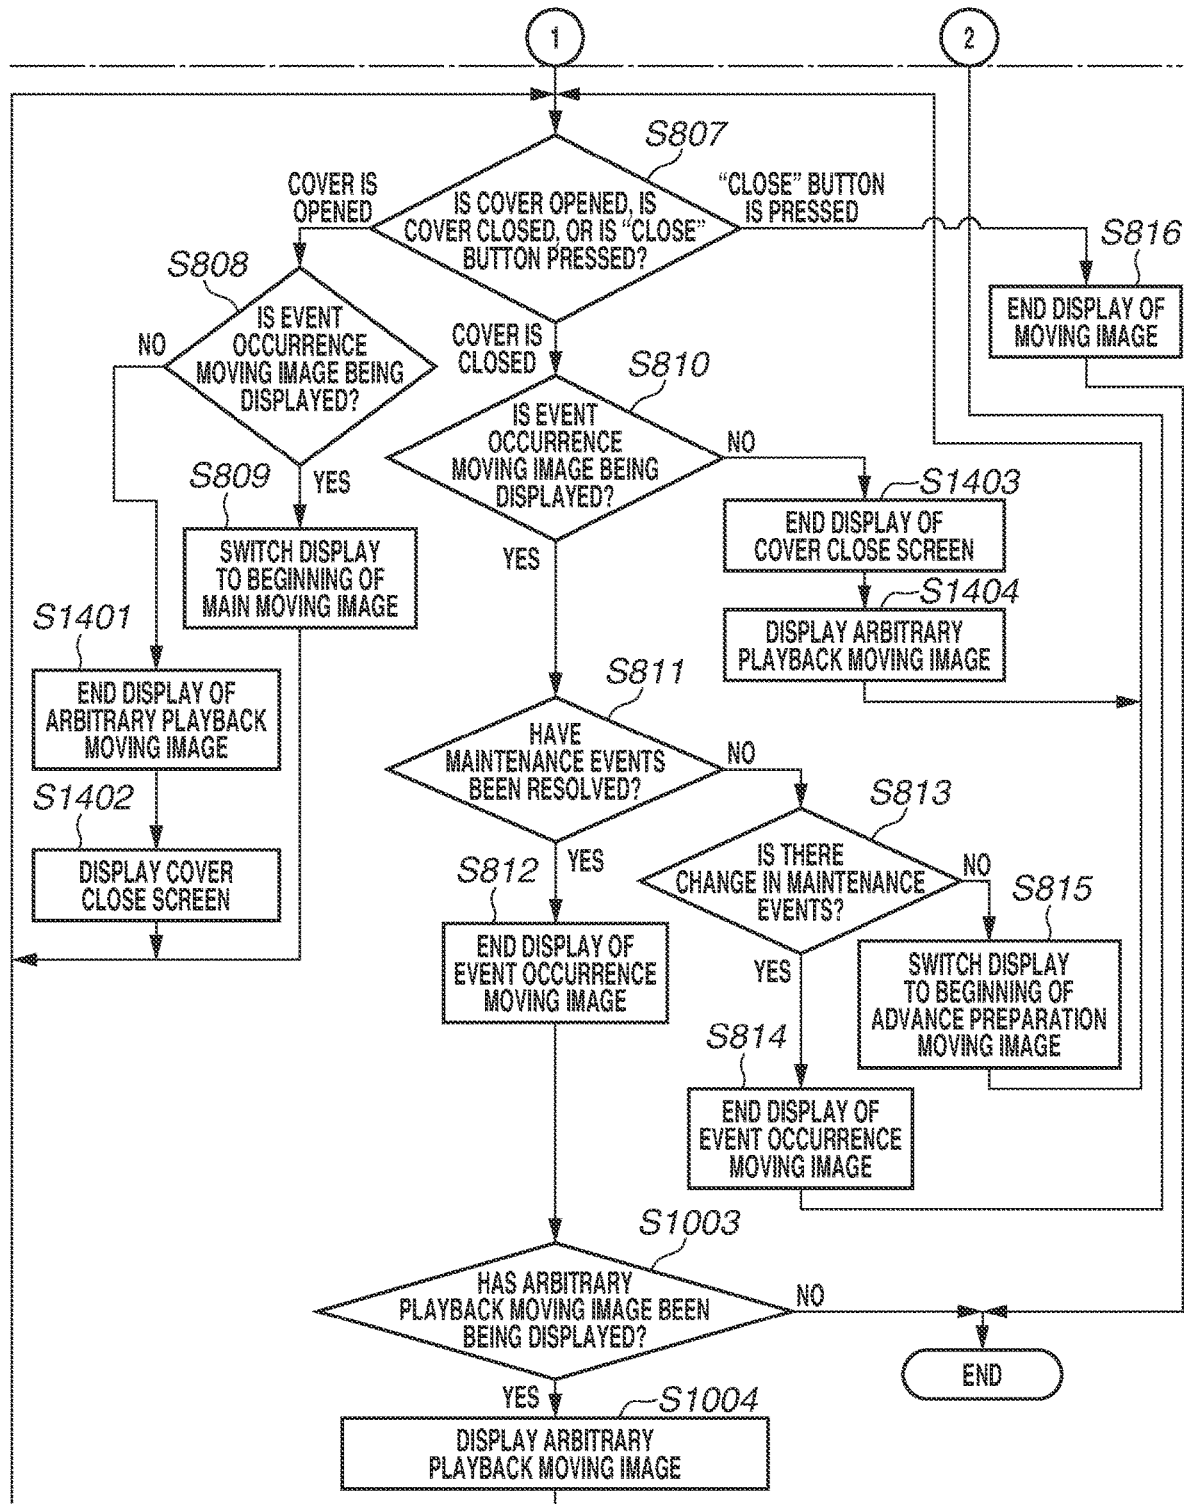 1
2
S807
COVER IS
OPENED
IS COVER OPENED, IS
COVER CLOSED, OR IS “CLOSE”
BUTTON PRESSED?
“CLOSE” BUTTON
IS PRESSED
S816
END DISPLAY OF
MOVING IMAGE
S808
IS EVENT
OCCURRENCE
MOVING IMAGE BEING
DISPLAYED?
NO
YES
COVER IS
CLOSED
S810
IS EVENT
OCCURRENCE
MOVING IMAGE BEING
DISPLAYED?
NO
YES
S809
SWITCH DISPLAY
TO BEGINNING OF
MAIN MOVING IMAGE
S1403
END DISPLAY OF
COVER CLOSE SCREEN
S1404
DISPLAY ARBITRARY
PLAYBACK MOVING IMAGE
S1401
END DISPLAY OF
ARBITRARY PLAYBACK
MOVING IMAGE
S1402
DISPLAY COVER
CLOSE SCREEN
S811
HAVE
MAINTENANCE EVENTS
BEEN RESOLVED?
NO
YES
S813
IS THERE
CHANGE IN MAINTENANCE
EVENTS?
NO
YES
S812
END DISPLAY OF
EVENT OCCURRENCE
MOVING IMAGE
S815
SWITCH DISPLAY
TO BEGINNING OF
ADVANCE PREPARATION
MOVING IMAGE
S814
END DISPLAY OF
EVENT OCCURRENCE
MOVING IMAGE
S1003
HAS ARBITRARY
PLAYBACK MOVING IMAGE BEEN
BEING DISPLAYED?
NO
END
YES
S1004
DISPLAY ARBITRARY
PLAYBACK MOVING IMAGE